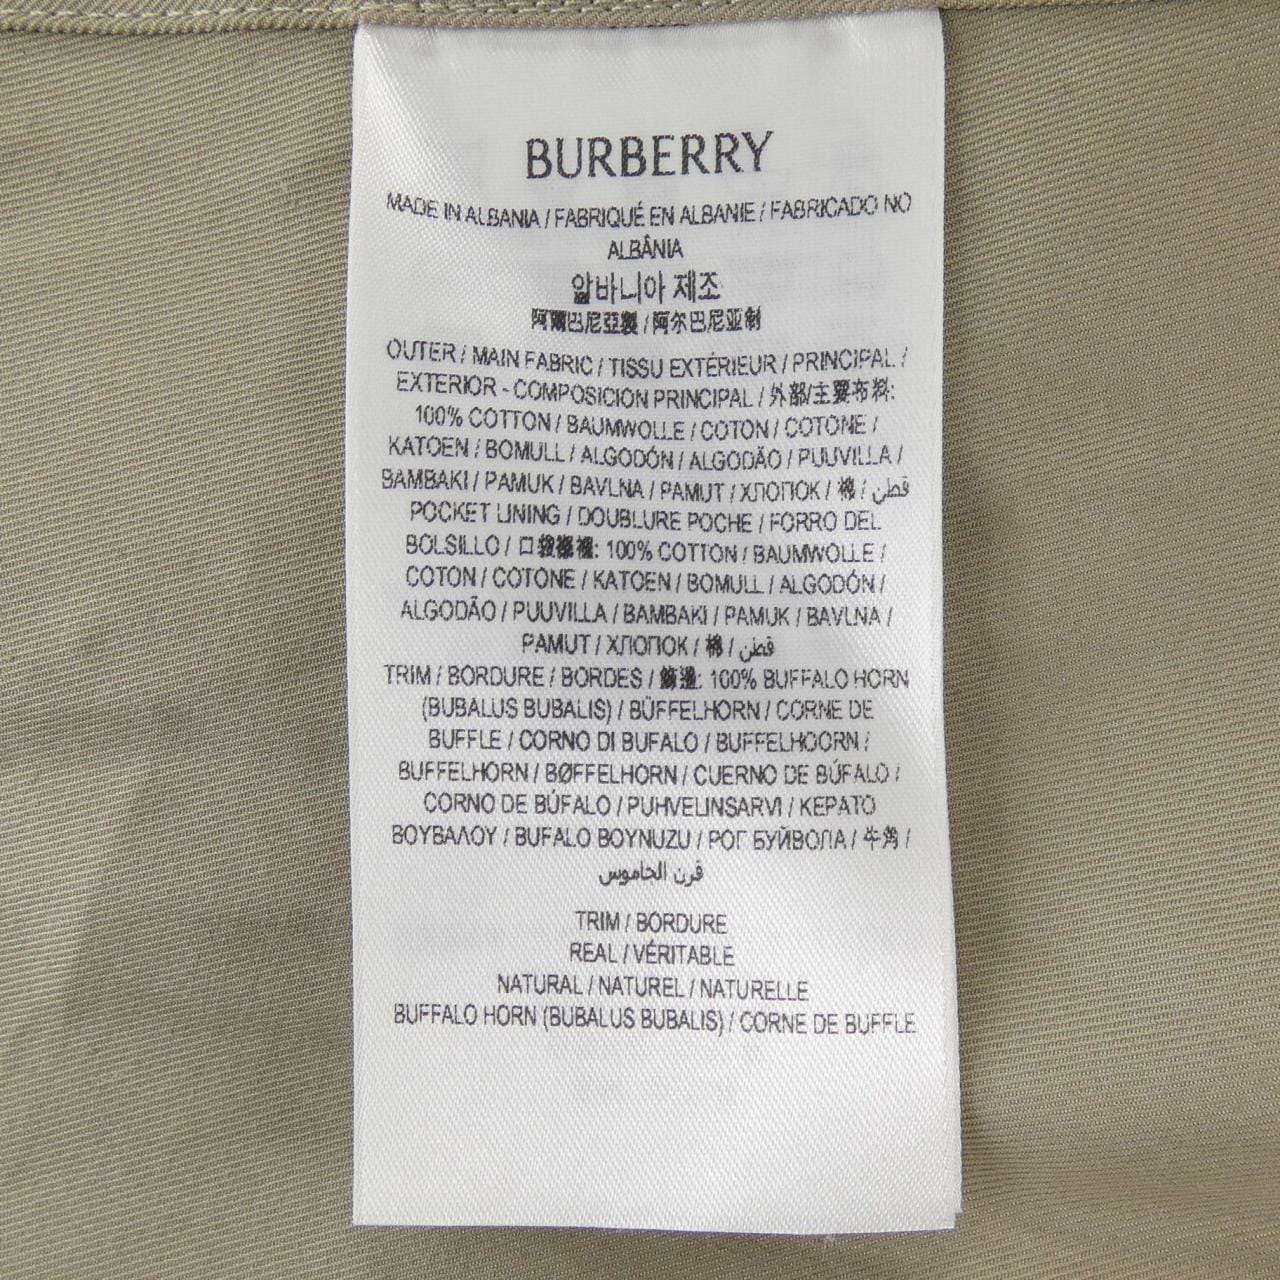 BURBERRY
MADE IN ALBANIA / FABRIQUÉ EN ALBANIE / FABRICADO NO
ALBÂNIA
알바니아 제조
阿爾巴尼亞製 / 阿尔巴尼亚制
OUTER / MAIN FABRIC / TISSU EXTÉRIEUR / PRINCIPAL /
EXTERIOR - COMPOSICION PRINCIPAL / 外部/主要布料:
100% COTTON / BAUMWOLLE / COTON / COTONE /
KATOEN / BOMULL / ALGODÓN / ALGODÃO / PUUVILLA /
BAMBAKI / PAMUK / BAVLNA / PAMUT / ХЛОПОК / 棉 / قطن
POCKET LINING / DOUBLURE POCHE / FORRO DEL
BOLSILLO / 口袋襟裡: 100% COTTON / BAUMWOLLE /
COTON / COTONE / KATOEN / BOMULL / ALGODÓN /
ALGODÃO / PUUVILLA / BAMBAKI / PAMUK / BAVLNA /
PAMUT / ХЛОПОК / 棉 / قطن
TRIM / BORDURE / BORDES / 飾邊: 100% BUFFALO HORN
(BUBALUS BUBALIS) / BÜFFELHORN / CORNE DE
BUFFLE / CORNO DI BUFALO / BUFFELHOORN /
BUFFELHORN / BØFFELHORN / CUERNO DE BÚFALO /
CORNO DE BÚFALO / PUHVELINSARVI / ΚΕΡΑΤΟ
ΒΟΥΒΑΛΟΥ / BUFALO BOYNUZU / РОГ БУЙВОЛА / 牛角 /
قرن الجاموس
TRIM / BORDURE
REAL / VÉRITABLE
NATURAL / NATUREL / NATURELLE
BUFFALO HORN (BUBALUS BUBALIS) / CORNE DE BUFFLE